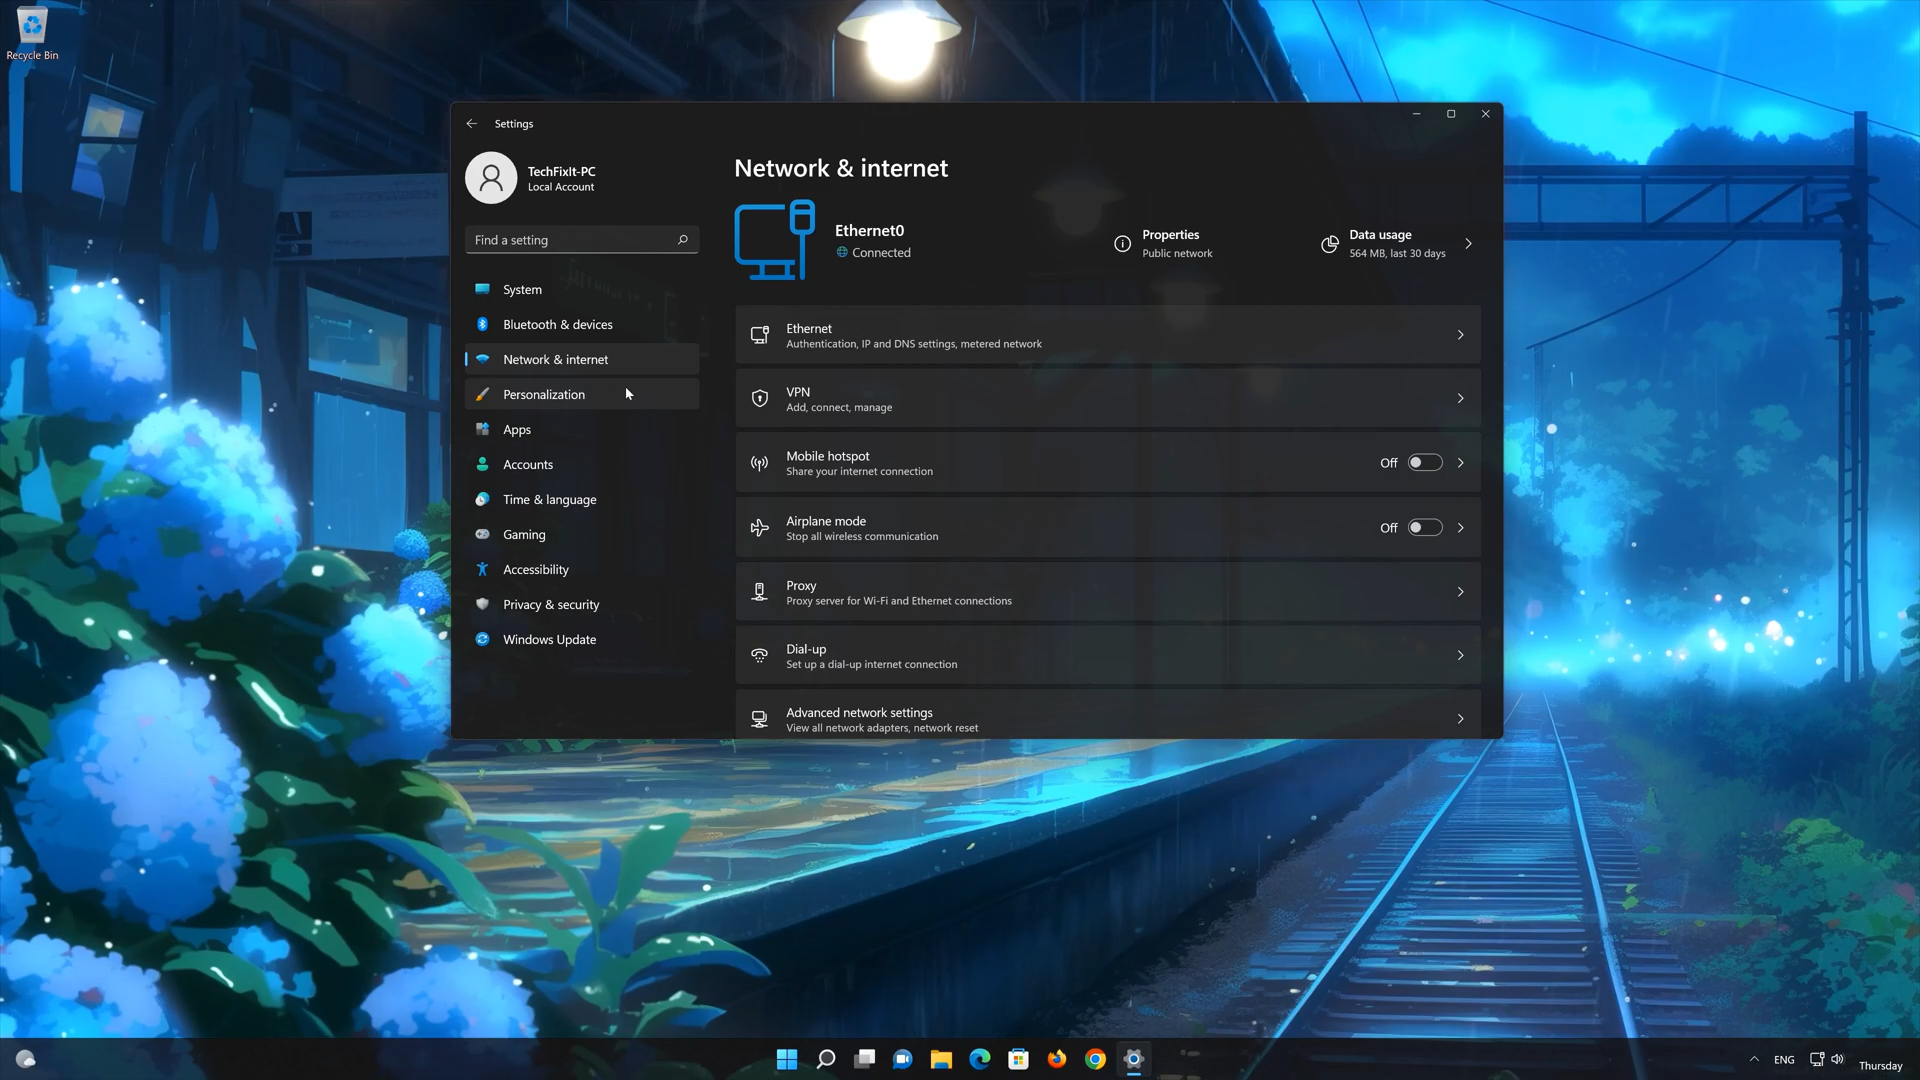 Recycle Bin
Settings
TechFixIt-PC
Local Account
Find a setting
System
Bluetooth & devices
Network & internet
Personalization
Apps
Accounts
Time & language
Gaming
Accessibility
Privacy & security
Windows Update
Network & internet
Ethernet0
Connected
Properties
Public network
Data usage
564 MB, last 30 days
Ethernet
Authentication, IP and DNS settings, metered network
VPN
Add, connect, manage
Mobile hotspot
Share your internet connection
Off
Airplane mode
Stop all wireless communication
Off
Proxy
Proxy server for Wi-Fi and Ethernet connections
Dial-up
Set up a dial-up internet connection
Advanced network settings
View all network adapters, network reset
ENG
Thursday